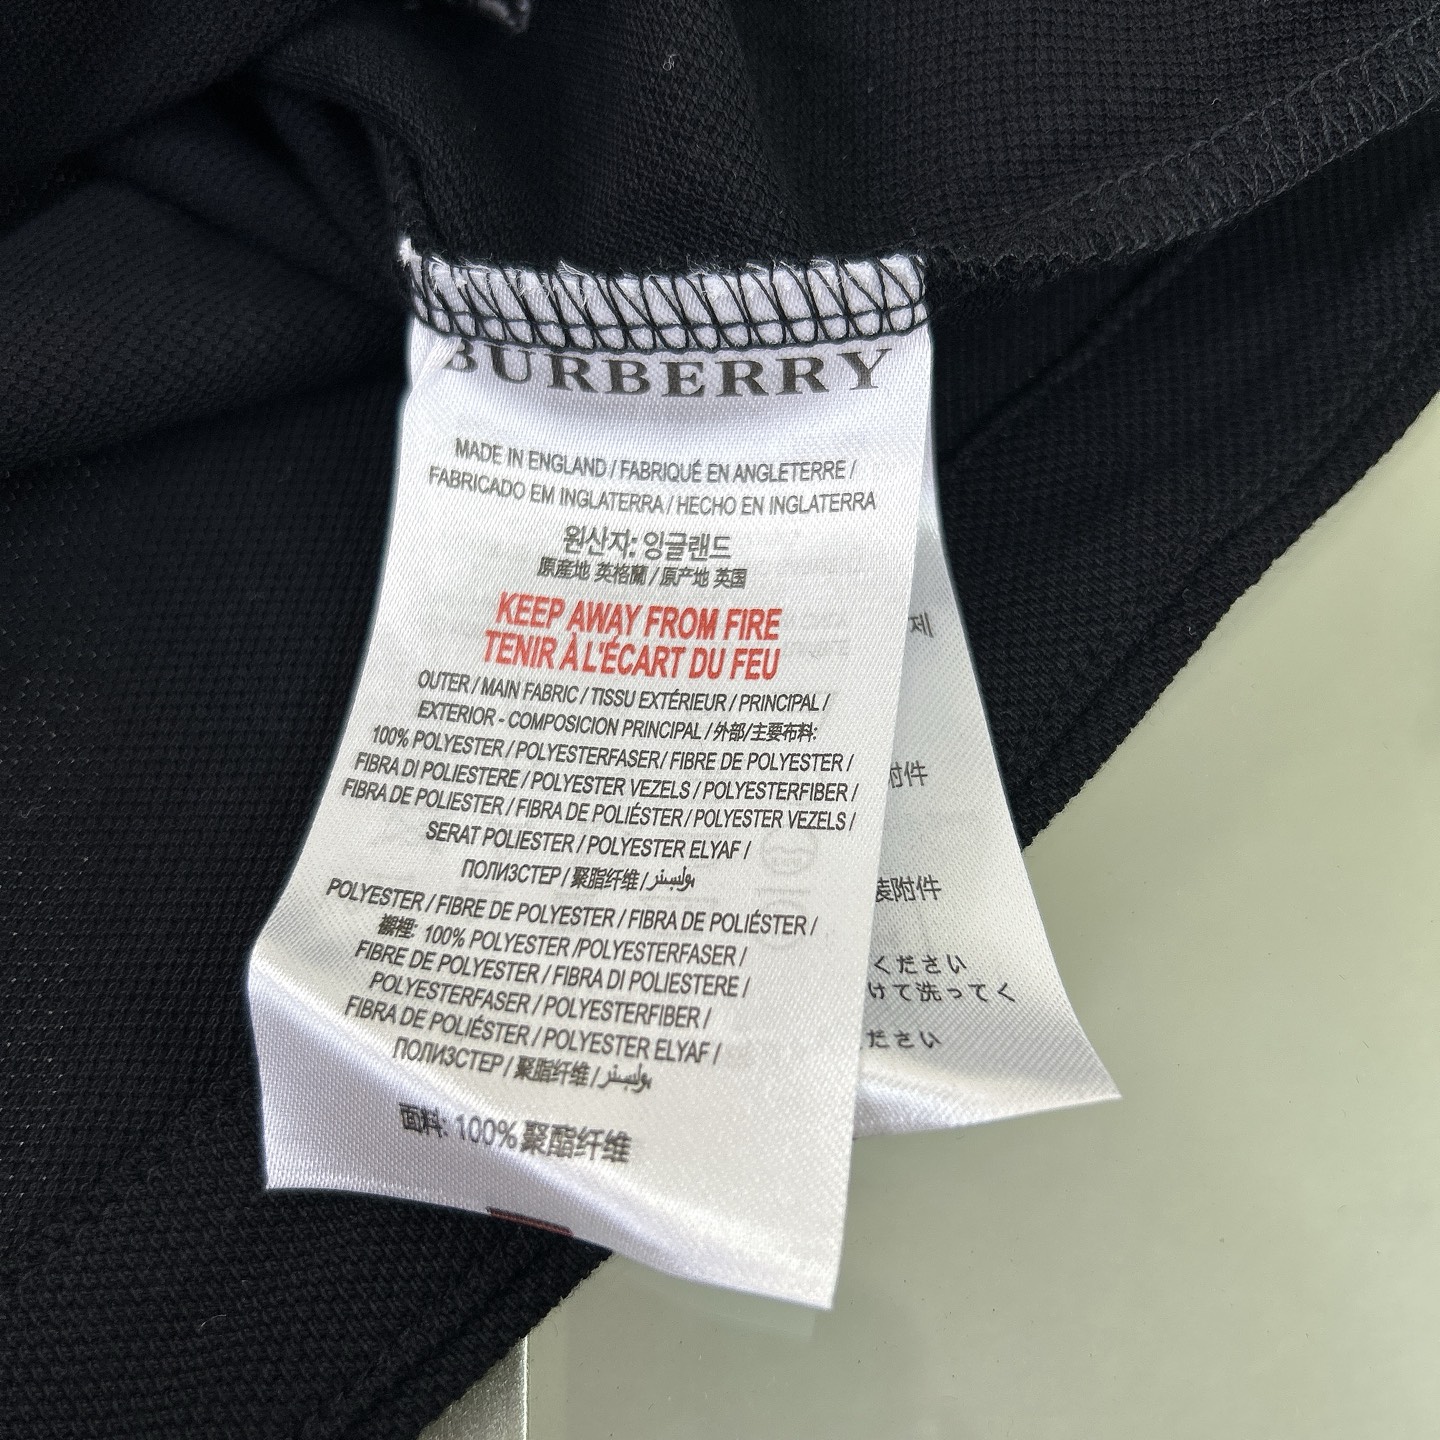 BURBERRY
MADE IN ENGLAND / FABRIQUÉ EN ANGLETERRE /
FABRICADO EM INGLATERRA / HECHO EN INGLATERRA
원산지: 잉글랜드
原産地 英格蘭 / 原产地 英国
KEEP AWAY FROM FIRE
TENIR À L'ÉCART DU FEU
OUTER / MAIN FABRIC / TISSU EXTÉRIEUR / PRINCIPAL /
EXTERIOR - COMPOSICION PRINCIPAL / 外部/主要布料:
100% POLYESTER / POLYESTERFASER / FIBRE DE POLYESTER /
FIBRA DI POLIESTERE / POLYESTER VEZELS / POLYESTERFIBER /
FIBRA DE POLIESTER / FIBRA DE POLIÉSTER / POLYESTER VEZELS /
SERAT POLIESTER / POLYESTER ELYAF /
ПОЛИЗСТЕР / 聚脂纤维 / بوليستر
POLYESTER / FIBRE DE POLYESTER / FIBRA DE POLIÉSTER /
襯裡: 100% POLYESTER /POLYESTERFASER /
FIBRE DE POLYESTER / FIBRA DI POLIESTERE /
POLYESTERFASER / POLYESTERFIBER /
FIBRA DE POLIÉSTER / POLYESTER ELYAF /
ПОЛИЗСТЕР / 聚脂纤维 / بوليستر
面料: 100% 聚酯纤维
제
附件
装附件
ください
けて洗ってく
ださい